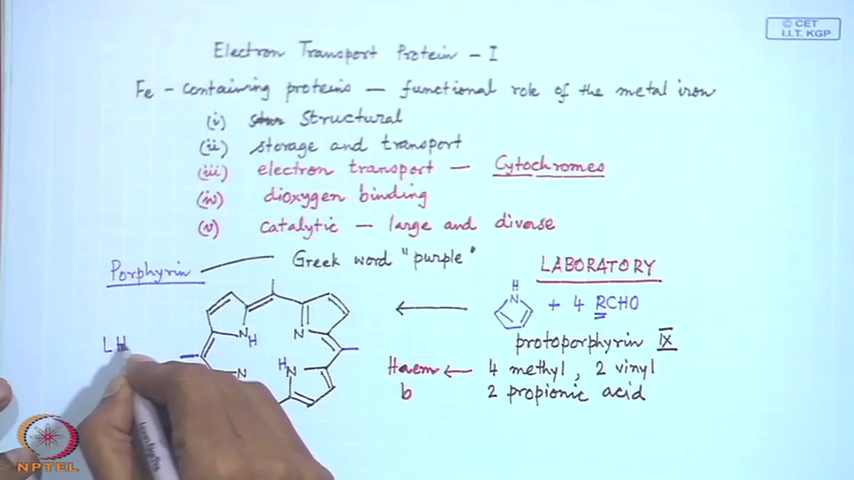 © CET
I.I.T. KGP
Electron Transport Protein - I
Fe - Containing proteins - functional role of the metal iron
(i) Structural
(ii) storage and transport
(iii) electron transport - Cytochromes
(iv) dioxygen binding
(v) catalytic - large and diverse
Porphyrin Greek word "purple" LABORATORY
H
N + 4 RCHO
N
H
N
H
N
N
protoporphyrin IX
LH
Haem ← 4 methyl, 2 vinyl
b 2 propionic acid
NPTEL